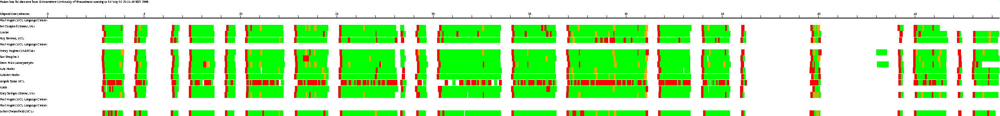 Packet loss for data sent from O Hearnshaw (University of Westminster) starting at Fri May 01 10:14:49 BST 1998
Elapsed time (minutes) 0 5 10 15 20 25 30 35 40 45
Paul Hogan (UCL Language Centre)
Ian Campbell (Exeter, UK)
Louise
Roy Bennett, UCL
Paul Hogan (UCL Language Centre)
Henry Hughes (UKERNA)
Sue Sharples 3
Dave Price (Aberystwyth)
Kris Hasler
Kristian Hasler
Angela Sasse UCL
Kasia
Gary Stringer (Exeter, UK)
Paul Hogan (UCL Language Centre)
Paul Hogan (UCL Language Centre)
Julian Chesterfield (UCL)